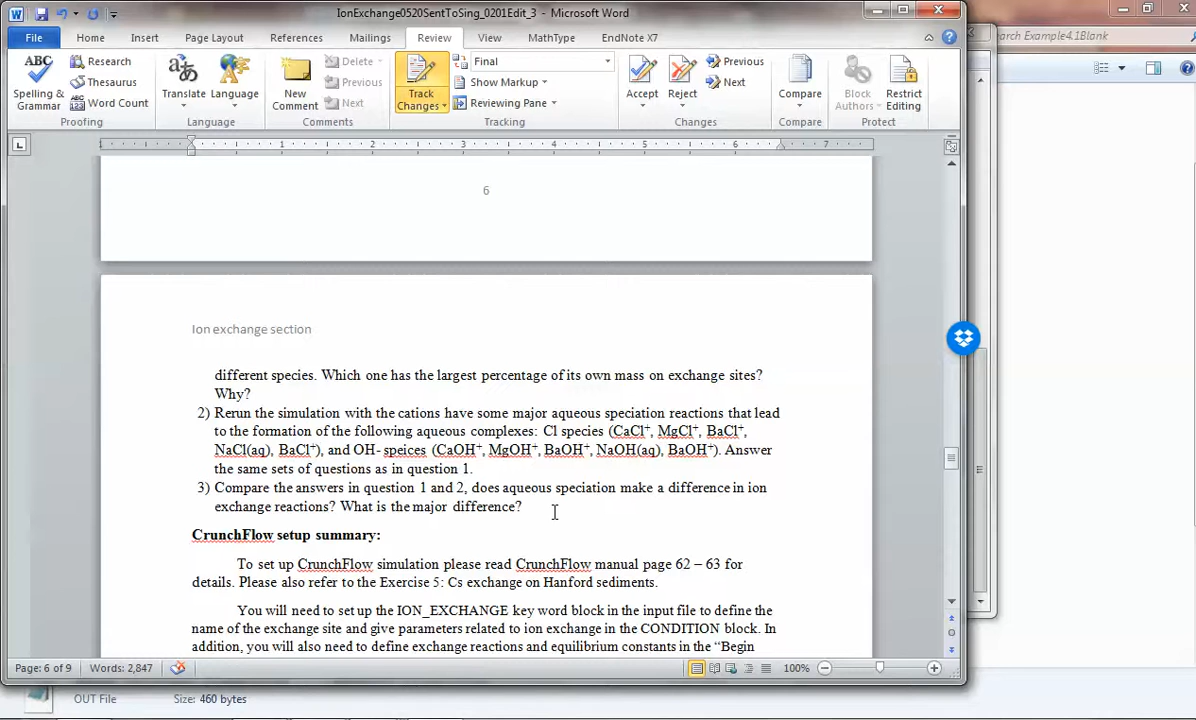 IonExchange0520SentToSing_0201Edit_3 - Microsoft Word
File Home Insert Page Layout References Mailings Review View MathType EndNote X7
ABC
Spelling & Grammar
Research
Thesaurus
Word Count
Proofing
Translate
Language
Language
New Comment
Delete
Previous
Next
Comments
Track Changes
Final
Show Markup
Reviewing Pane
Tracking
Accept
Reject
Previous
Next
Changes
Compare
Compare
Block Authors
Restrict Editing
Protect
arch Example4.1Blank
L
1 1 2 3 4 5 6 7
6
Ion exchange section
different species. Which one has the largest percentage of its own mass on exchange sites?
Why?
2) Rerun the simulation with the cations have some major aqueous speciation reactions that lead
to the formation of the following aqueous complexes: Cl species (CaCl⁺, MgCl⁺, BaCl⁺,
NaCl(aq), BaCl⁺), and OH- speices (CaOH⁺, MgOH⁺, BaOH⁺, NaOH(aq), BaOH⁺). Answer
the same sets of questions as in question 1.
3) Compare the answers in question 1 and 2, does aqueous speciation make a difference in ion
exchange reactions? What is the major difference?
CrunchFlow setup summary:
To set up CrunchFlow simulation please read CrunchFlow manual page 62 – 63 for
details. Please also refer to the Exercise 5: Cs exchange on Hanford sediments.
You will need to set up the ION_EXCHANGE key word block in the input file to define the
name of the exchange site and give parameters related to ion exchange in the CONDITION block. In
addition, you will also need to define exchange reactions and equilibrium constants in the “Begin
Page: 6 of 9 Words: 2,847 100%
OUT File Size: 460 bytes